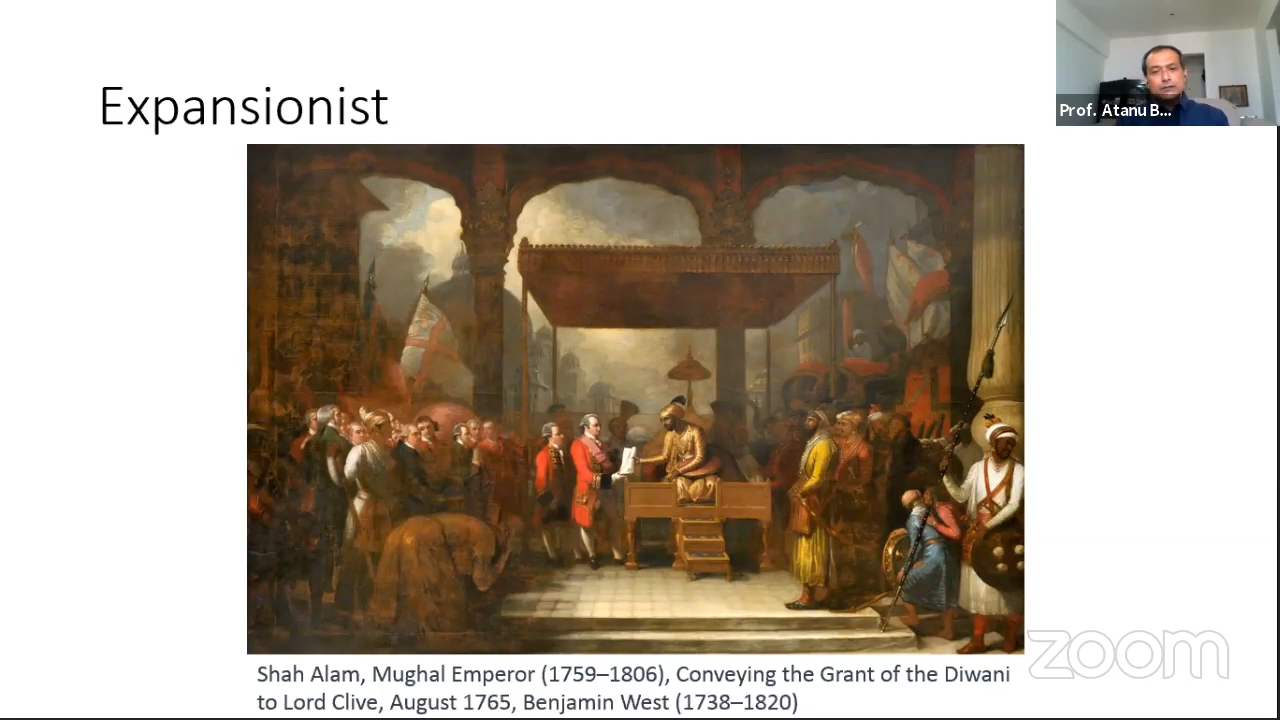 Expansionist
Prof. Atanu B...
Shah Alam, Mughal Emperor (1759–1806), Conveying the Grant of the Diwani
to Lord Clive, August 1765, Benjamin West (1738–1820)
zoom